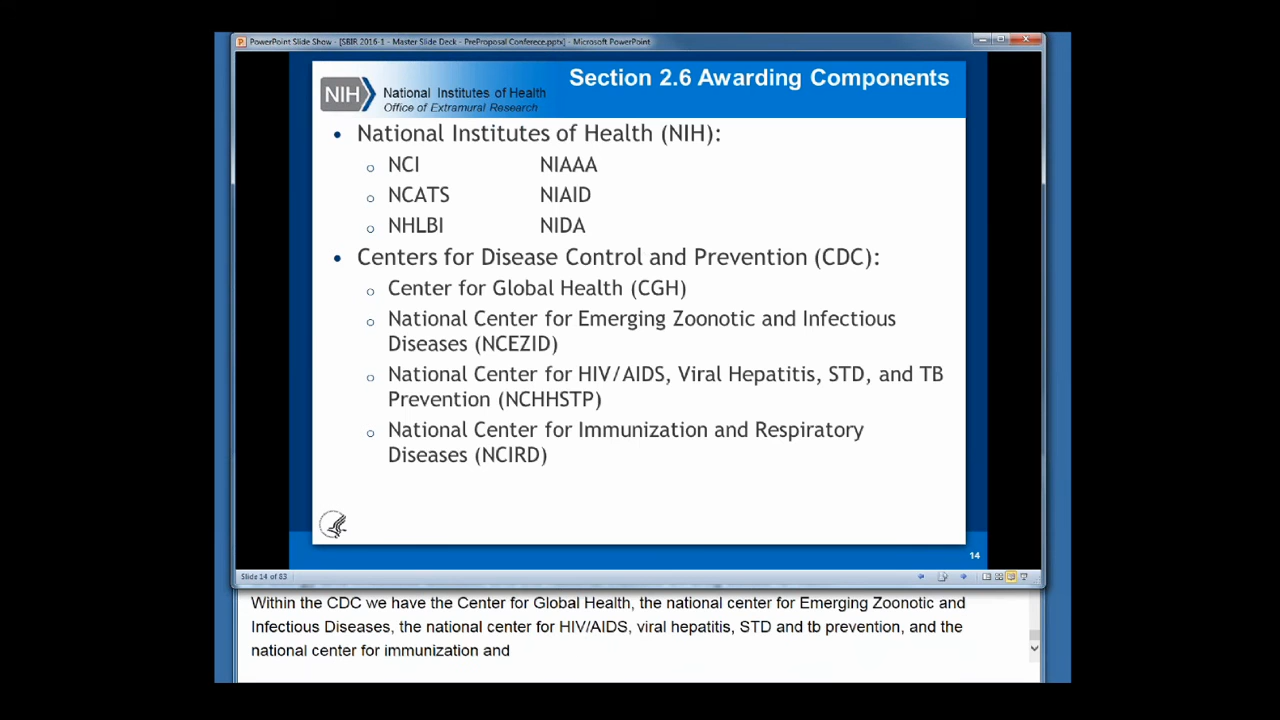 PowerPoint Slide Show - [SBIR 2016-1 - Master Slide Deck - PreProposal Conferece.pptx] - Microsoft PowerPoint
Section 2.6 Awarding Components
NIH National Institutes of Health
Office of Extramural Research
• National Institutes of Health (NIH):
o NCI NIAAA
o NCATS NIAID
o NHLBI NIDA
• Centers for Disease Control and Prevention (CDC):
o Center for Global Health (CGH)
o National Center for Emerging Zoonotic and Infectious
Diseases (NCEZID)
o National Center for HIV/AIDS, Viral Hepatitis, STD, and TB
Prevention (NCHHSTP)
o National Center for Immunization and Respiratory
Diseases (NCIRD)
14
Slide 14 of 83
Within the CDC we have the Center for Global Health, the national center for Emerging Zoonotic and
Infectious Diseases, the national center for HIV/AIDS, viral hepatitis, STD and tb prevention, and the
national center for immunization and